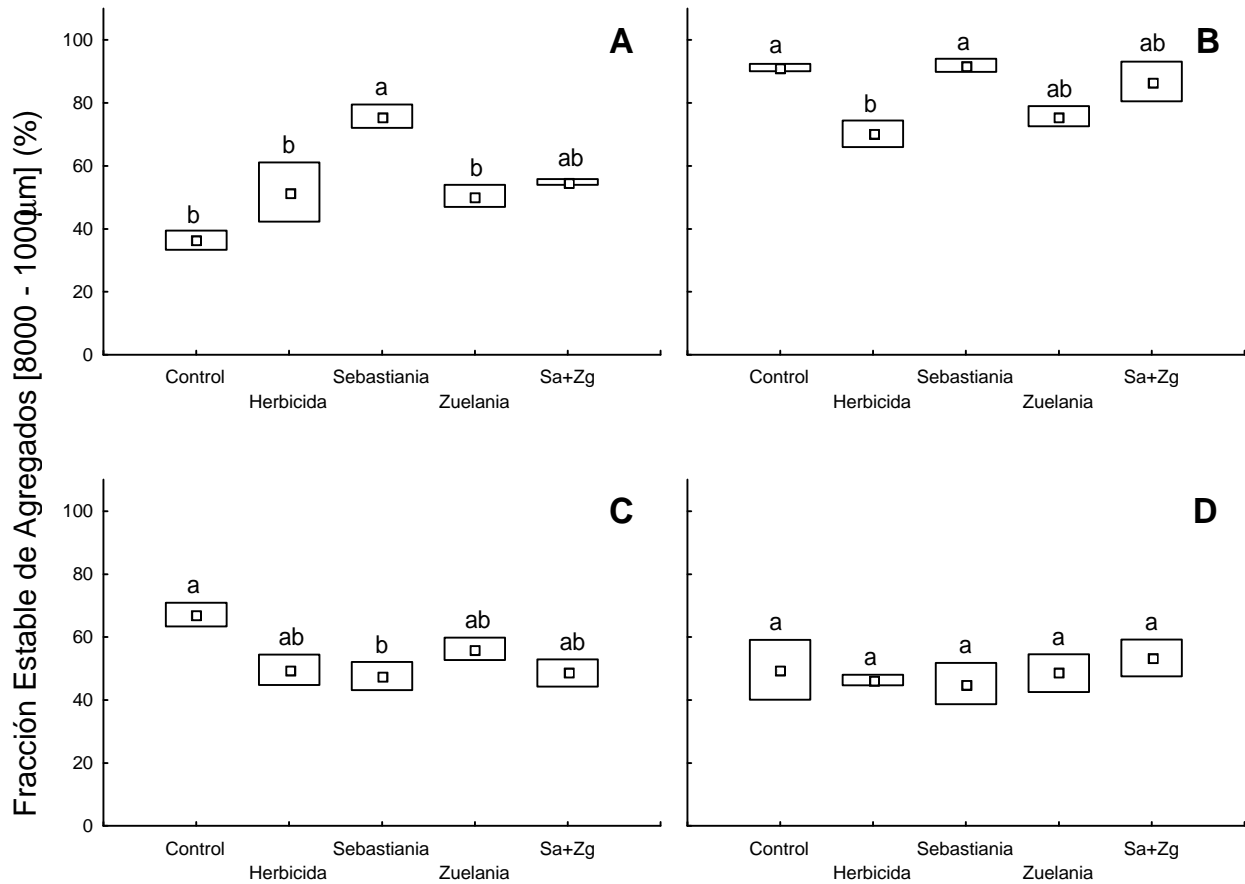 Fracción Estable de Agregados [8000 - 1000µm] (%)
A
100
80
60
40
20
0
b
b
a
b
ab
Control
Herbicida
Sebastiania
Zuelania
Sa+Zg
B
a
b
a
ab
ab
Control
Herbicida
Sebastiania
Zuelania
Sa+Zg
C
100
80
60
40
20
0
a
ab
b
ab
ab
Control
Herbicida
Sebastiania
Zuelania
Sa+Zg
D
a
a
a
a
a
Control
Herbicida
Sebastiania
Zuelania
Sa+Zg